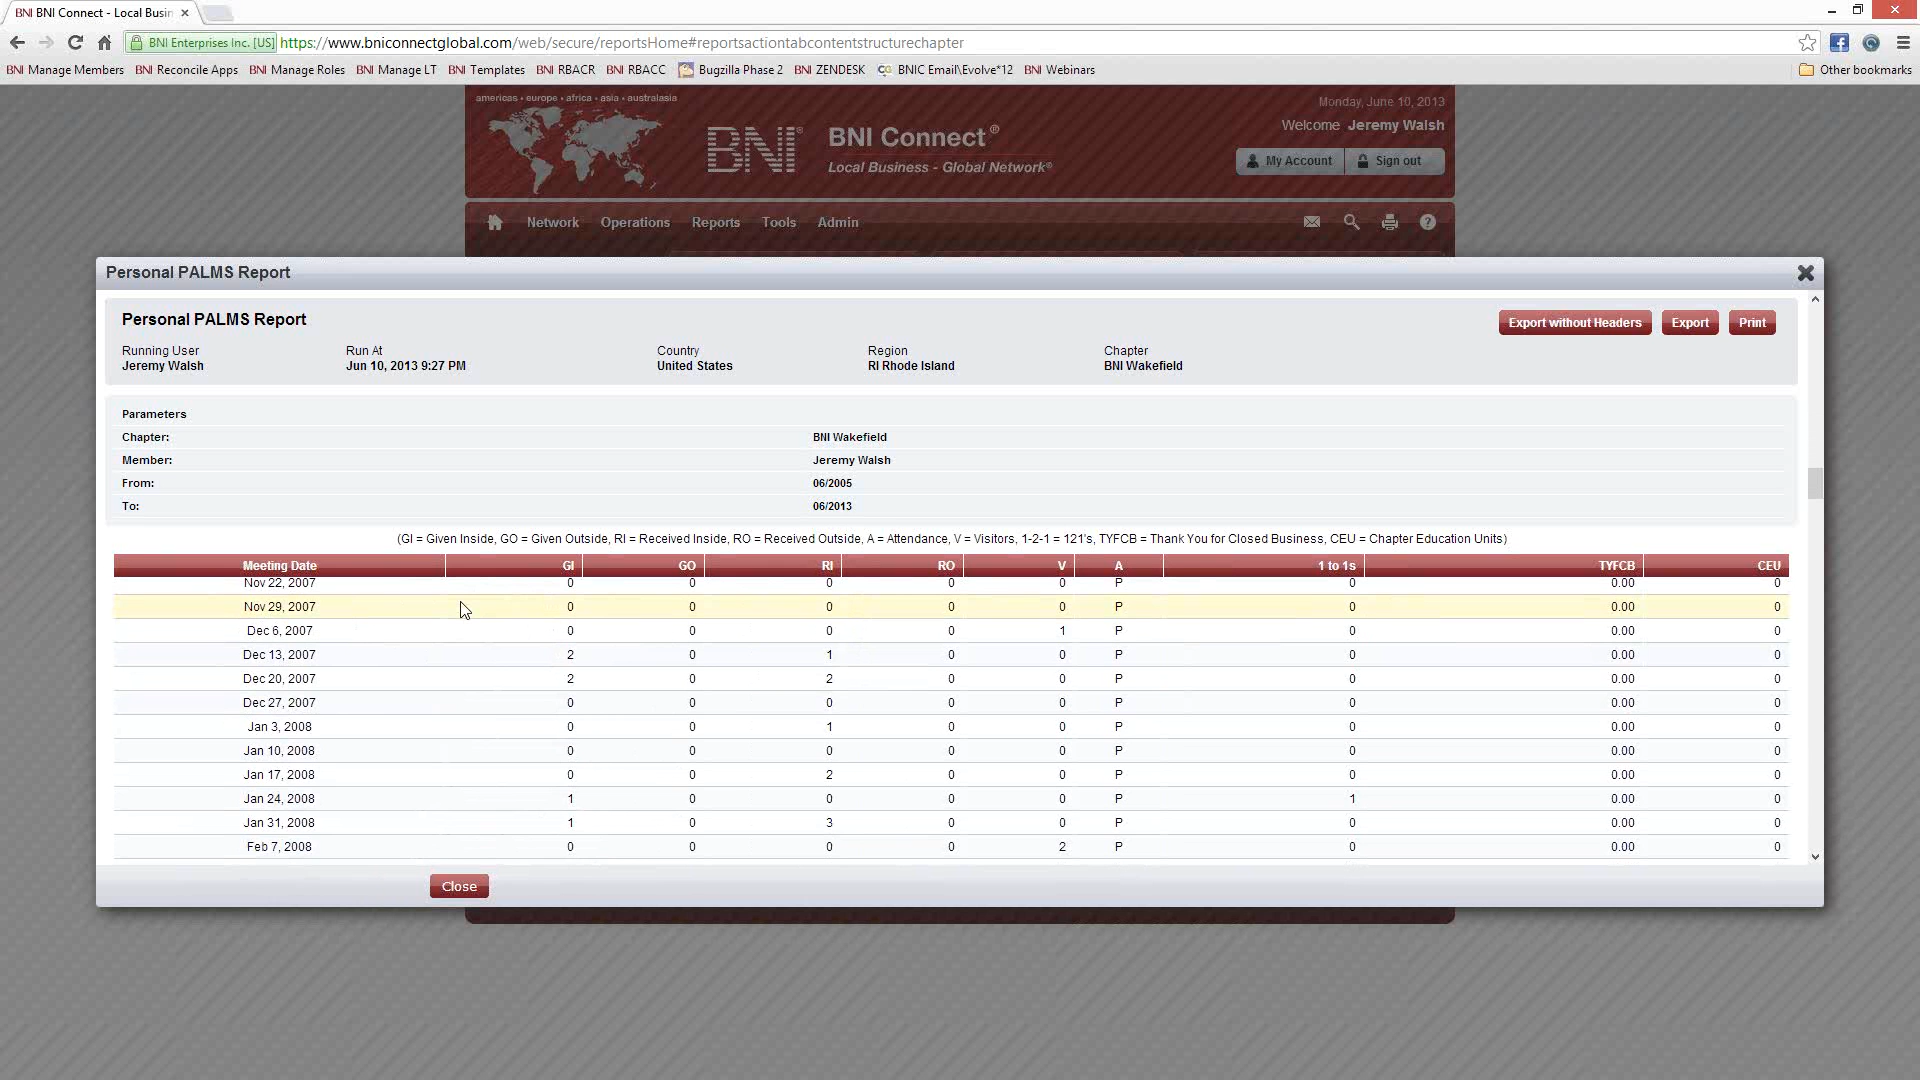 BNI BNI Connect - Local Busin
BNI Enterprises Inc. [US] https://www.bniconnectglobal.com/web/secure/reportsHome#reportsactiontabcontentstructurechapter
BNI Manage Members BNI Reconcile Apps BNI Manage Roles BNI Manage LT BNI Templates BNI RBACR BNI RBACC Bugzilla Phase 2 BNI ZENDESK CG BNIC Email\Evolve*12 BNI Webinars Other bookmarks
americas • europe • africa • asia • australasia
Monday, June 10, 2013
Welcome Jeremy Walsh
BNI® BNI Connect®
Local Business - Global Network®
My Account Sign out
Network Operations Reports Tools Admin ?
Personal PALMS Report
Personal PALMS Report
Export without Headers Export Print
Running User Run At Country Region Chapter
Jeremy Walsh Jun 10, 2013 9:27 PM United States RI Rhode Island BNI Wakefield
Parameters
Chapter: BNI Wakefield
Member: Jeremy Walsh
From: 06/2005
To: 06/2013
(GI = Given Inside, GO = Given Outside, RI = Received Inside, RO = Received Outside, A = Attendance, V = Visitors, 1-2-1 = 121's, TYFCB = Thank You for Closed Business, CEU = Chapter Education Units)
Meeting Date GI GO RI RO V A 1 to 1s TYFCB CEU
Nov 22, 2007 0 0 0 0 0 P 0 0.00 0
Nov 29, 2007 0 0 0 0 0 P 0 0.00 0
Dec 6, 2007 0 0 0 0 1 P 0 0.00 0
Dec 13, 2007 2 0 1 0 0 P 0 0.00 0
Dec 20, 2007 2 0 2 0 0 P 0 0.00 0
Dec 27, 2007 0 0 0 0 0 P 0 0.00 0
Jan 3, 2008 0 0 1 0 0 P 0 0.00 0
Jan 10, 2008 0 0 0 0 0 P 0 0.00 0
Jan 17, 2008 0 0 2 0 0 P 0 0.00 0
Jan 24, 2008 1 0 0 0 0 P 1 0.00 0
Jan 31, 2008 1 0 3 0 0 P 0 0.00 0
Feb 7, 2008 0 0 0 0 2 P 0 0.00 0
Close